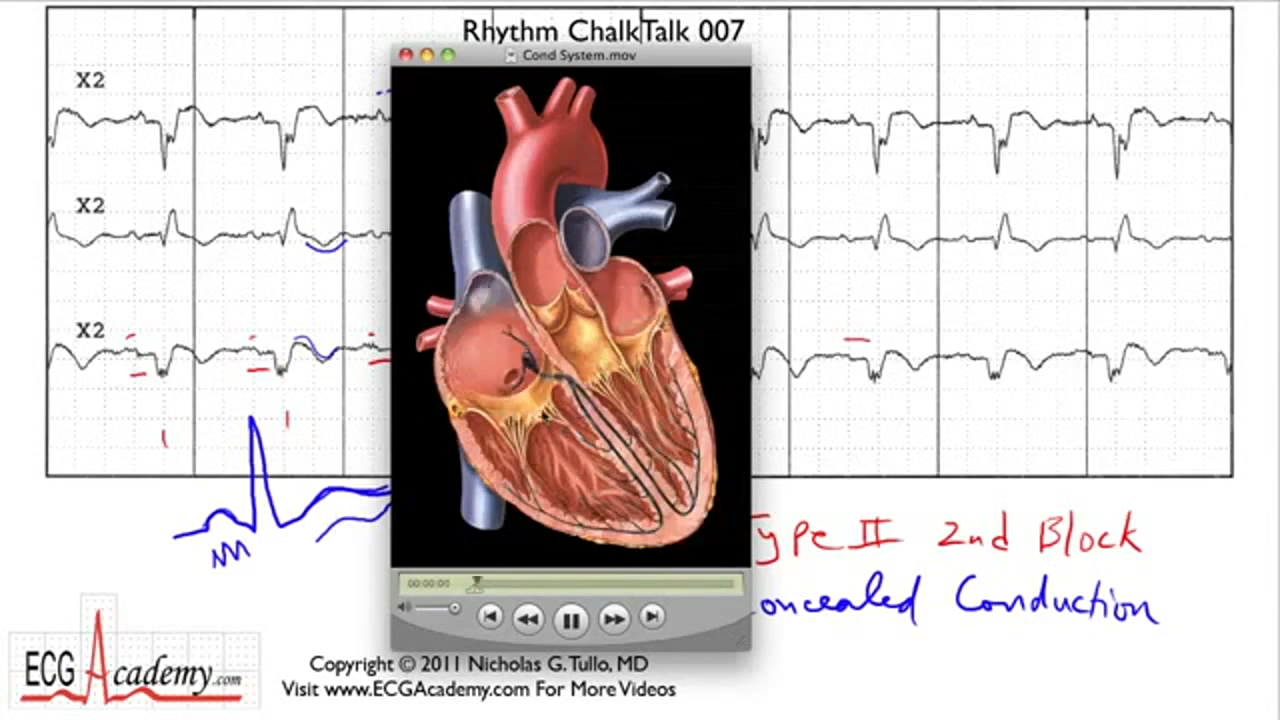 Rhythm ChalkTalk 007
Cond System.mov
X2
X2
X2
00:00:00
ype II 2nd Block
oncealed Conduction
ECG Academy.com
Copyright © 2011 Nicholas G. Tullo, MD
Visit www.ECGAcademy.com For More Videos